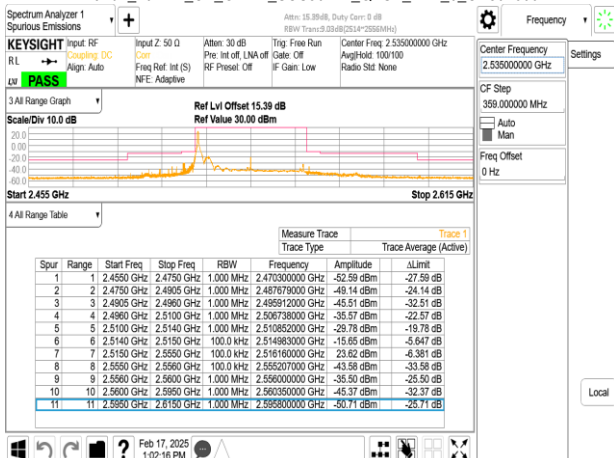 Spectrum Analyzer 1
Spurious Emissions
Attn: 15.39dB, Duty Cerr: 0 dB
RBW Trans:9.03dB(2514~2556MHz)
Frequency
KEYSIGHT Input: RF
RL
Coupling: DC
Align: Auto
LXI PASS
Input Z: 50 Ω
Corr
Freq Ref: Int (S)
NFE: Adaptive
Atten: 30 dB
Pre: Int off, LNA off
RF Preset: Off
Trig: Free Run
Gate: Off
IF Gain: Low
Center Freq: 2.535000000 GHz
Avg|Hold: 100/100
Radio Std: None
Center Frequency
2.535000000 GHz
Settings
CF Step
359.000000 MHz
Auto
Man
Freq Offset
0 Hz
3 All Range Graph
Scale/Div 10.0 dB
Ref Lvl Offset 15.39 dB
Ref Value 30.00 dBm
20.0
0.00
-20.0
-40.0
-60.0
Start 2.455 GHz
Stop 2.615 GHz
4 All Range Table
Measure Trace Trace 1
Trace Type Trace Average (Active)
Spur Range Start Freq Stop Freq RBW Frequency Amplitude ΔLimit
1 1 2.4550 GHz 2.4750 GHz 1.000 MHz 2.470300000 GHz -52.59 dBm -27.59 dB
2 2 2.4750 GHz 2.4905 GHz 1.000 MHz 2.487679000 GHz -49.14 dBm -24.14 dB
3 3 2.4905 GHz 2.4960 GHz 1.000 MHz 2.495912000 GHz -45.51 dBm -32.51 dB
4 4 2.4960 GHz 2.5100 GHz 1.000 MHz 2.506738000 GHz -35.57 dBm -22.57 dB
5 5 2.5100 GHz 2.5140 GHz 1.000 MHz 2.510852000 GHz -29.78 dBm -19.78 dB
6 6 2.5140 GHz 2.5150 GHz 100.0 kHz 2.514983000 GHz -15.65 dBm -5.647 dB
7 7 2.5150 GHz 2.5550 GHz 100.0 kHz 2.516160000 GHz 23.62 dBm -6.381 dB
8 8 2.5550 GHz 2.5560 GHz 100.0 kHz 2.555207000 GHz -43.58 dBm -33.58 dB
9 9 2.5560 GHz 2.5600 GHz 1.000 MHz 2.556000000 GHz -35.50 dBm -25.50 dB
10 10 2.5600 GHz 2.5950 GHz 1.000 MHz 2.560350000 GHz -45.37 dBm -32.37 dB
11 11 2.5950 GHz 2.6150 GHz 1.000 MHz 2.595800000 GHz -50.71 dBm -25.71 dB
Local
Feb 17, 2025
1:02:16 PM